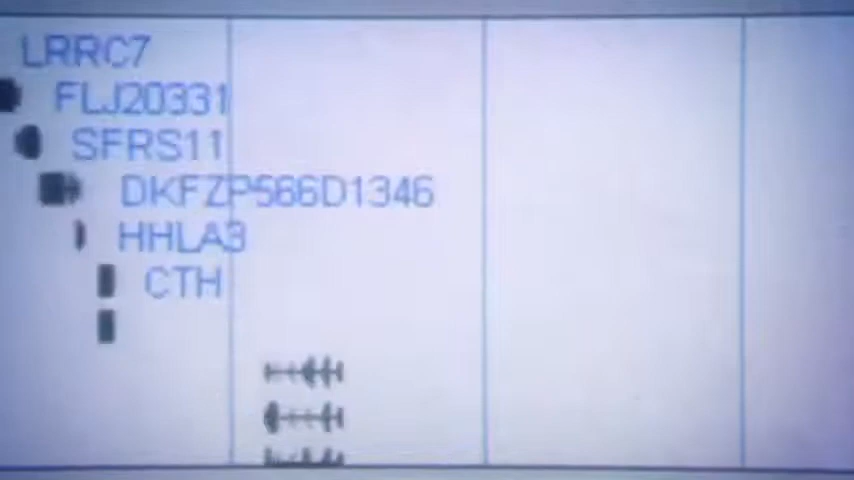 LRRC7
FLJ20331
SFRS11
DKFZP586D1346
HHLA3
CTH